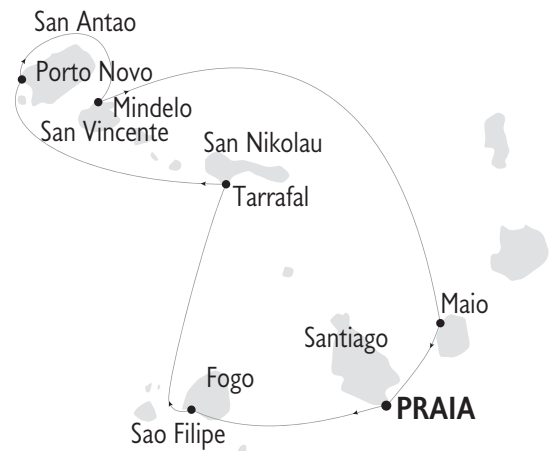 San Antao
Porto Novo
Mindelo
San Vincente
San Nikolau
Tarrafal
Maio
Santiago
Fogo
PRAIA
Sao Filipe